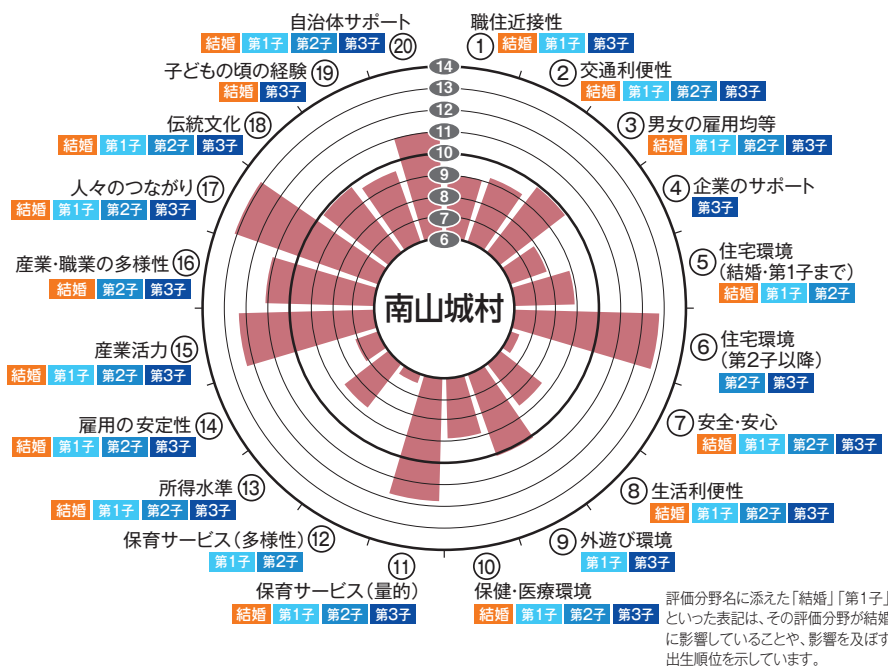 自治体サポート
結婚 第1子 第2子 第3子 ⑳
職住近接性
① 結婚 第1子 第3子
② 交通利便性
結婚 第1子 第2子 第3子
③ 男女の雇用均等
結婚 第1子 第2子 第3子
④ 企業のサポート
第3子
⑤ 住宅環境
(結婚・第1子まで)
結婚 第1子 第2子
⑥ 住宅環境
(第2子以降)
第2子 第3子
⑦ 安全・安心
結婚 第1子 第2子 第3子
⑧ 生活利便性
結婚 第1子 第2子 第3子
⑨ 外遊び環境
第1子 第3子
⑩
保健・医療環境
結婚 第1子 第2子 第3子
⑪
保育サービス(量的)
結婚 第1子 第2子 第3子
保育サービス(多様性) ⑫
第1子 第2子
所得水準 ⑬
結婚 第1子 第2子 第3子
雇用の安定性 ⑭
結婚 第1子 第2子 第3子
産業活力 ⑮
結婚 第1子 第2子 第3子
産業・職業の多様性 ⑯
結婚 第2子 第3子
人々のつながり ⑰
結婚 第1子 第2子 第3子
伝統文化 ⑱
結婚 第1子 第2子 第3子
子どもの頃の経験 ⑲
結婚 第3子
14
13
12
11
10
9
8
7
6
南山城村
評価分野名に添えた「結婚」「第1子」
といった表記は、その評価分野が結婚
に影響していることや、影響を及ぼす
出生順位を示しています。